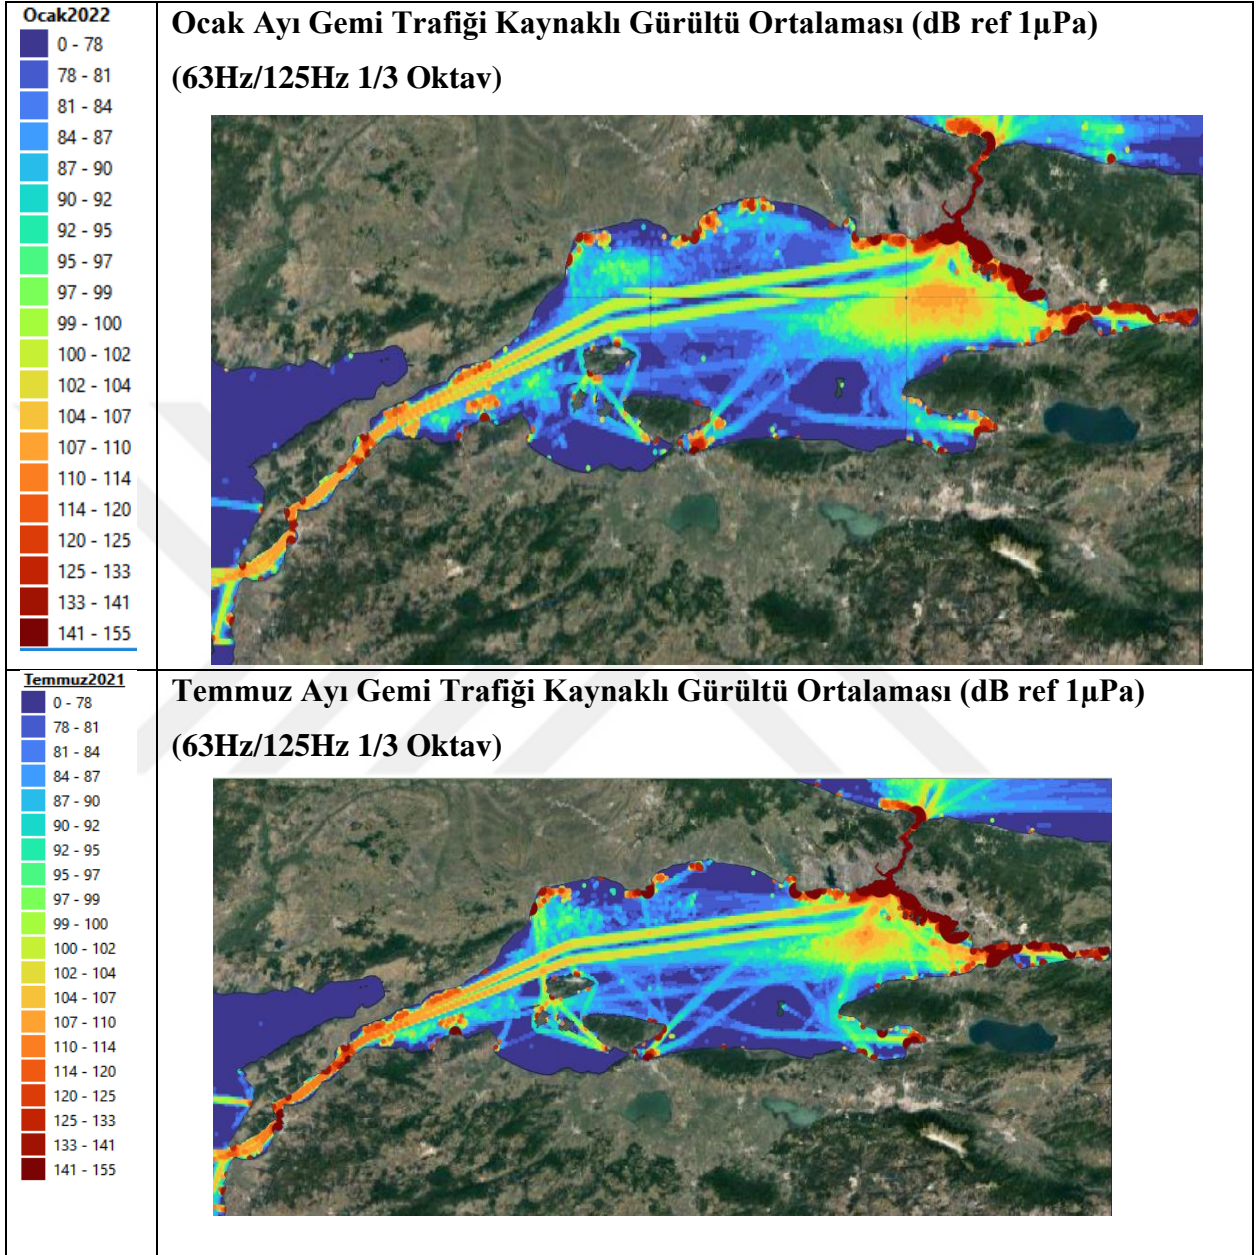 Ocak2022
0 - 78
78 - 81
81 - 84
84 - 87
87 - 90
90 - 92
92 - 95
95 - 97
97 - 99
99 - 100
100 - 102
102 - 104
104 - 107
107 - 110
110 - 114
114 - 120
120 - 125
125 - 133
133 - 141
141 - 155
Ocak Ayı Gemi Trafiği Kaynaklı Gürültü Ortalaması (dB ref 1µPa)
(63Hz/125Hz 1/3 Oktav)
Temmuz2021
0 - 78
78 - 81
81 - 84
84 - 87
87 - 90
90 - 92
92 - 95
95 - 97
97 - 99
99 - 100
100 - 102
102 - 104
104 - 107
107 - 110
110 - 114
114 - 120
120 - 125
125 - 133
133 - 141
141 - 155
Temmuz Ayı Gemi Trafiği Kaynaklı Gürültü Ortalaması (dB ref 1µPa)
(63Hz/125Hz 1/3 Oktav)